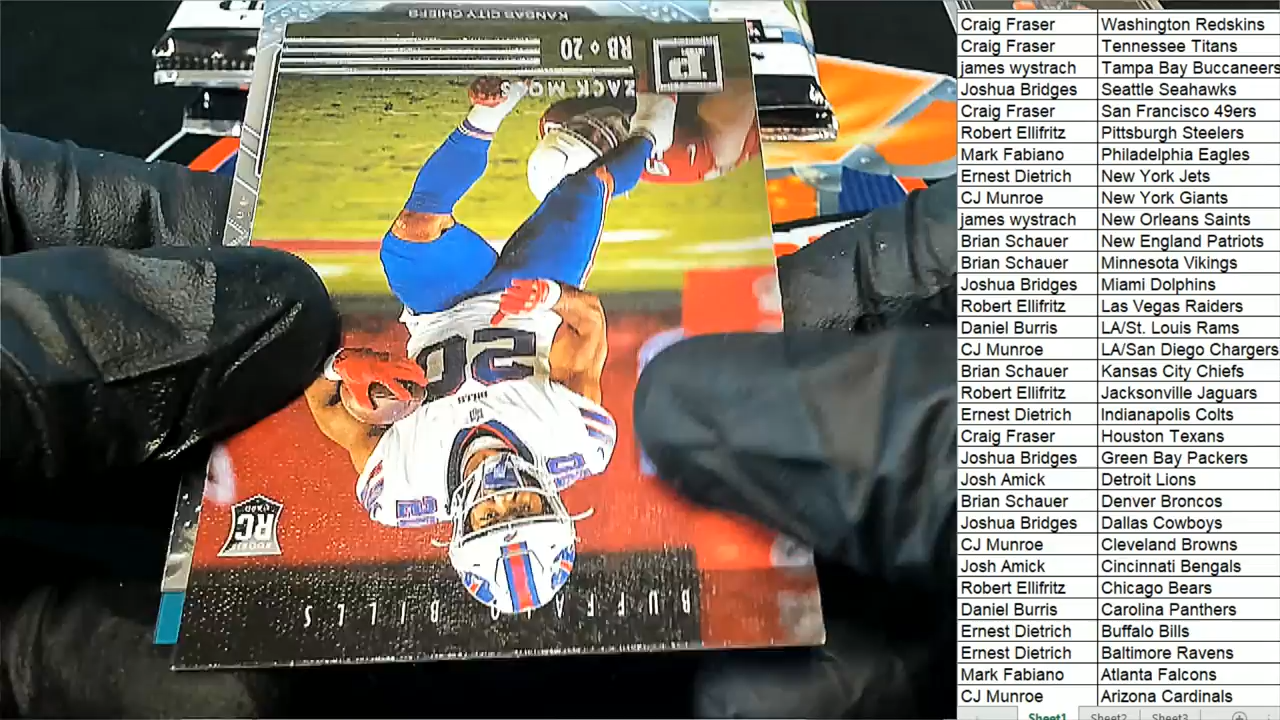 KANSAS CITY CHIEFS
RB 20
P
ZACK MOSS
20
BILLS
20
RC
ROOKIE CARD
BUFFALO BILLS
Craig Fraser Washington Redskins
Craig Fraser Tennessee Titans
james wystrach Tampa Bay Buccaneers
Joshua Bridges Seattle Seahawks
Craig Fraser San Francisco 49ers
Robert Ellifritz Pittsburgh Steelers
Mark Fabiano Philadelphia Eagles
Ernest Dietrich New York Jets
CJ Munroe New York Giants
james wystrach New Orleans Saints
Brian Schauer New England Patriots
Brian Schauer Minnesota Vikings
Joshua Bridges Miami Dolphins
Robert Ellifritz Las Vegas Raiders
Daniel Burris LA/St. Louis Rams
CJ Munroe LA/San Diego Chargers
Brian Schauer Kansas City Chiefs
Robert Ellifritz Jacksonville Jaguars
Ernest Dietrich Indianapolis Colts
Craig Fraser Houston Texans
Joshua Bridges Green Bay Packers
Josh Amick Detroit Lions
Brian Schauer Denver Broncos
Joshua Bridges Dallas Cowboys
CJ Munroe Cleveland Browns
Josh Amick Cincinnati Bengals
Robert Ellifritz Chicago Bears
Daniel Burris Carolina Panthers
Ernest Dietrich Buffalo Bills
Ernest Dietrich Baltimore Ravens
Mark Fabiano Atlanta Falcons
CJ Munroe Arizona Cardinals
Sheet1 Sheet2 Sheet3